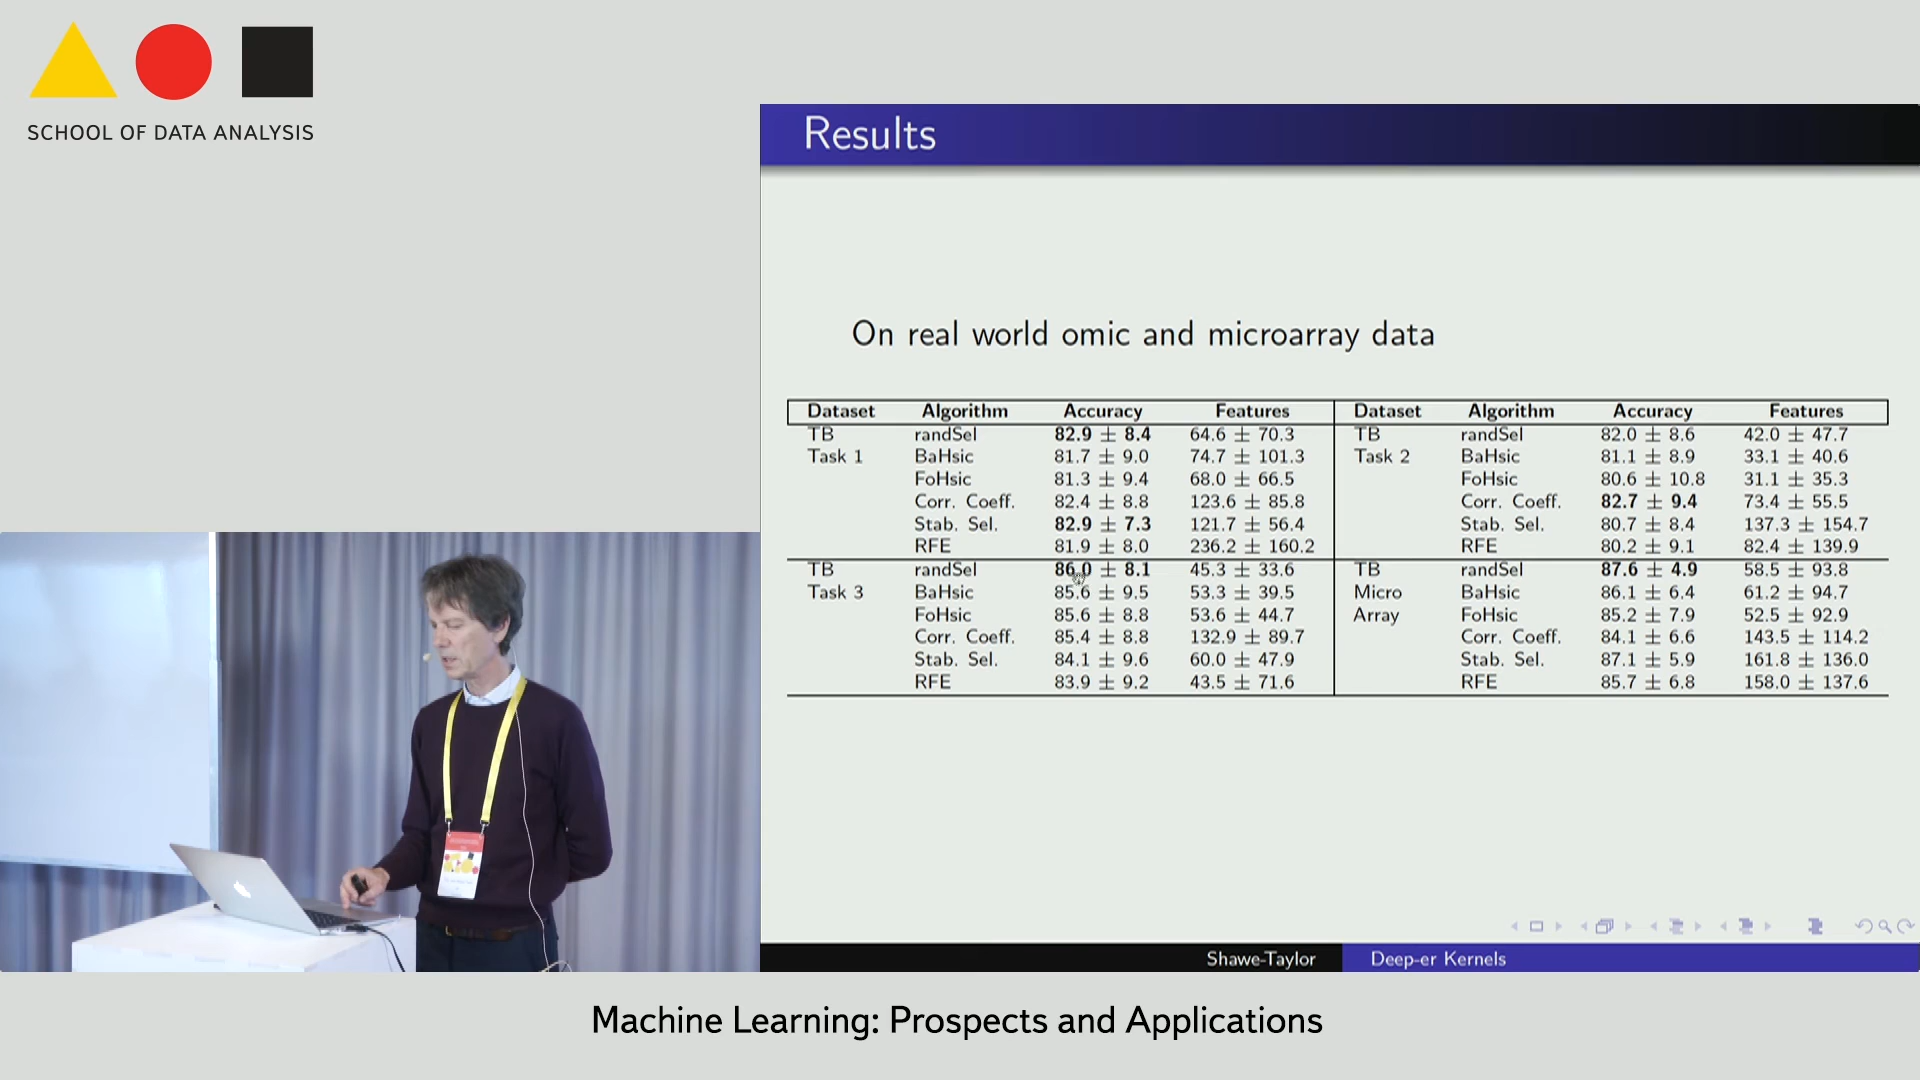 SCHOOL OF DATA ANALYSIS
Results
On real world omic and microarray data
Dataset Algorithm Accuracy Features Dataset Algorithm Accuracy Features
TB randSel 82.9 ± 8.4 64.6 ± 70.3 TB randSel 82.0 ± 8.6 42.0 ± 47.7
Task 1 BaHsic 81.7 ± 9.0 74.7 ± 101.3 Task 2 BaHsic 81.1 ± 8.9 33.1 ± 40.6
FoHsic 81.3 ± 9.4 68.0 ± 66.5 FoHsic 80.6 ± 10.8 31.1 ± 35.3
Corr. Coeff. 82.4 ± 8.8 123.6 ± 85.8 Corr. Coeff. 82.7 ± 9.4 73.4 ± 55.5
Stab. Sel. 82.9 ± 7.3 121.7 ± 56.4 Stab. Sel. 80.7 ± 8.4 137.3 ± 154.7
RFE 81.9 ± 8.0 236.2 ± 160.2 RFE 80.2 ± 9.1 82.4 ± 139.9
TB randSel 86.0 ± 8.1 45.3 ± 33.6 TB randSel 87.6 ± 4.9 58.5 ± 93.8
Task 3 BaHsic 85.6 ± 9.5 53.3 ± 39.5 Micro BaHsic 86.1 ± 6.4 61.2 ± 94.7
FoHsic 85.6 ± 8.8 53.6 ± 44.7 Array FoHsic 85.2 ± 7.9 52.5 ± 92.9
Corr. Coeff. 85.4 ± 8.8 132.9 ± 89.7 Corr. Coeff. 84.1 ± 6.6 143.5 ± 114.2
Stab. Sel. 84.1 ± 9.6 60.0 ± 47.9 Stab. Sel. 87.1 ± 5.9 161.8 ± 136.0
RFE 83.9 ± 9.2 43.5 ± 71.6 RFE 85.7 ± 6.8 158.0 ± 137.6
Shawe-Taylor Deep-er Kernels
Machine Learning: Prospects and Applications